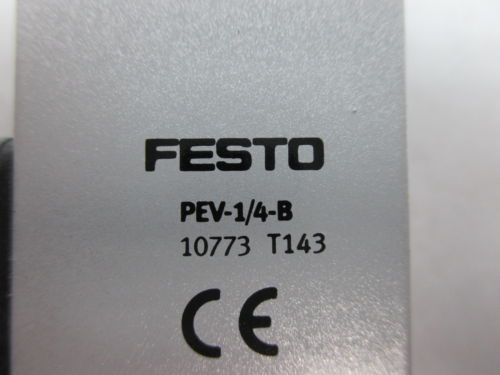 FESTO
PEV-1/4-B
10773 T143
CE